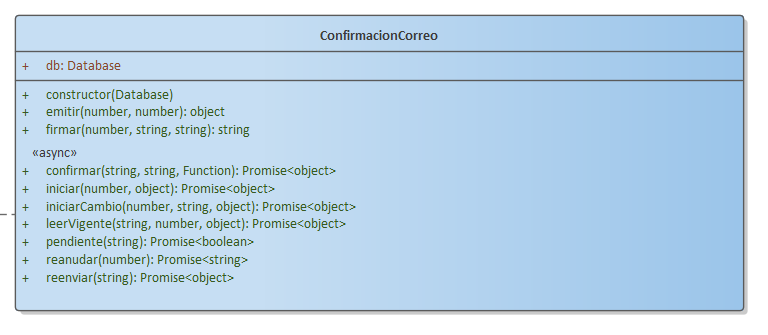 ConfirmacionCorreo
+ db: Database
+ constructor(Database)
+ emitir(number, number): object
+ firmar(number, string, string): string
«async»
+ confirmar(string, string, Function): Promise<object>
+ iniciar(number, object): Promise<object>
+ iniciarCambio(number, string, object): Promise<object>
+ leerVigente(string, number, object): Promise<object>
+ pendiente(string): Promise<boolean>
+ reanudar(number): Promise<string>
+ reenviar(string): Promise<object>